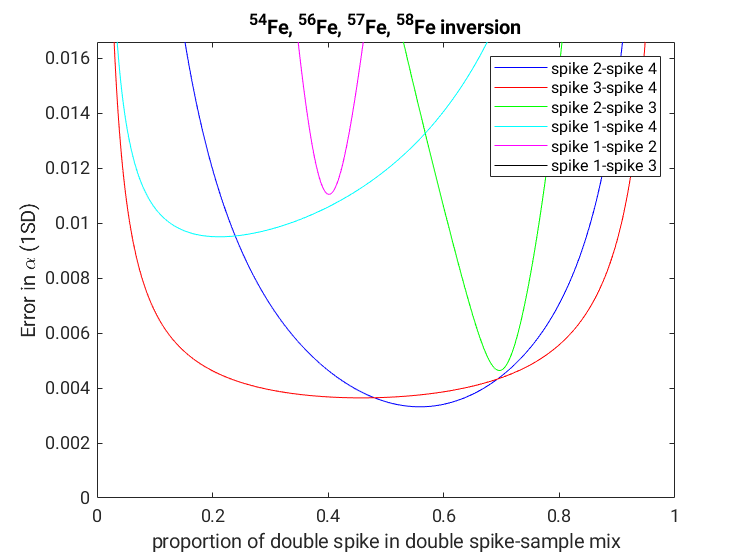 ⁵⁴Fe, ⁵⁶Fe, ⁵⁷Fe, ⁵⁸Fe inversion
0.016
0.014
0.012
0.01
0.008
0.006
0.004
0.002
0
Error in α (1SD)
spike 2-spike 4
spike 3-spike 4
spike 2-spike 3
spike 1-spike 4
spike 1-spike 2
spike 1-spike 3
0 0.2 0.4 0.6 0.8 1
proportion of double spike in double spike-sample mix